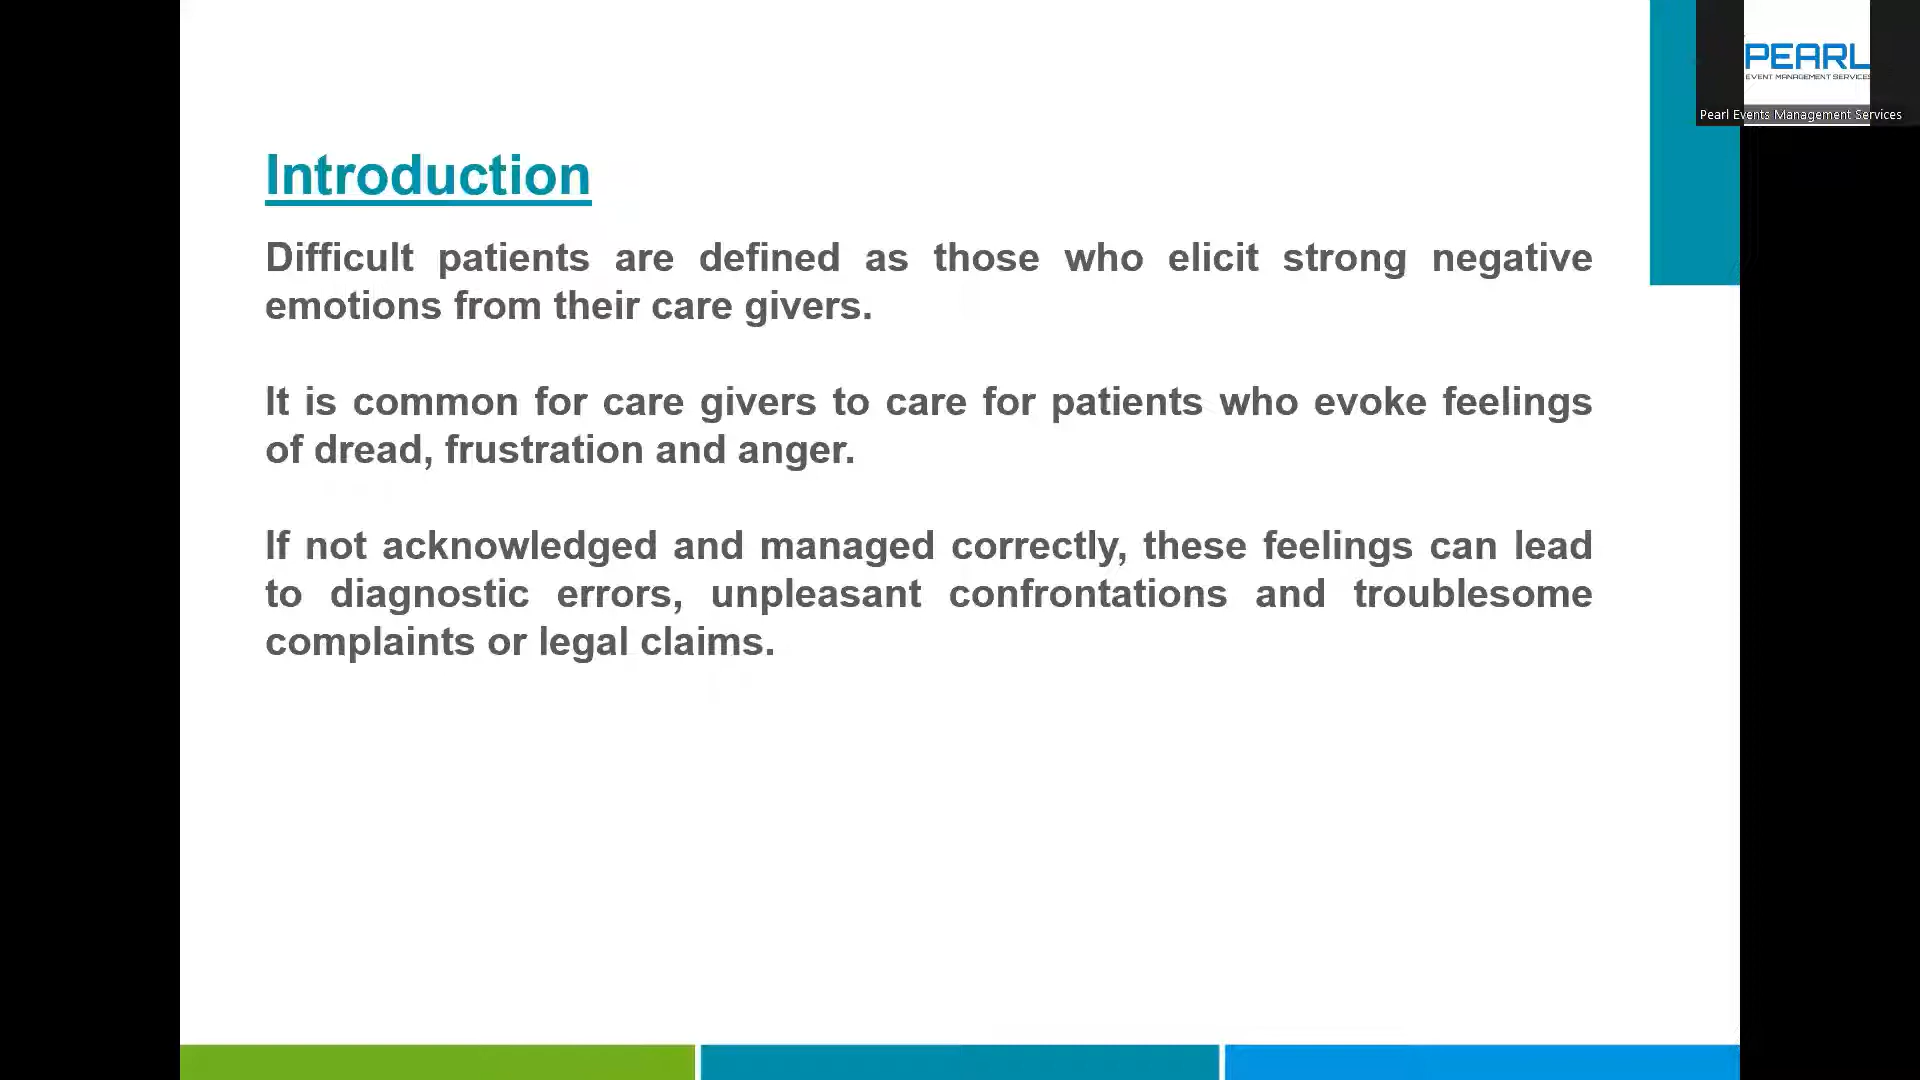 PEARL
EVENT MANAGEMENT SERVICES
Pearl Events Management Services
Introduction
Difficult patients are defined as those who elicit strong negative
emotions from their care givers.
It is common for care givers to care for patients who evoke feelings
of dread, frustration and anger.
If not acknowledged and managed correctly, these feelings can lead
to diagnostic errors, unpleasant confrontations and troublesome
complaints or legal claims.